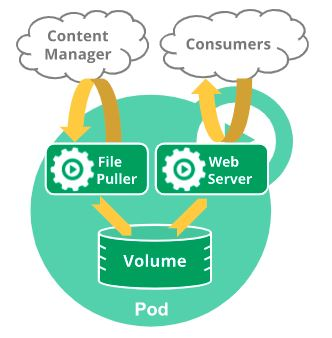 Content
Manager
Consumers
File
Puller
Web
Server
Volume
Pod